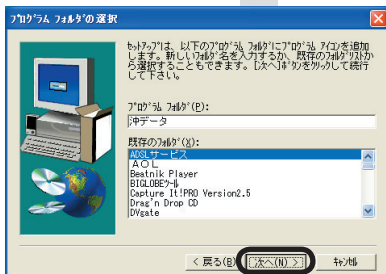 プログラム フォルダの選択
セットアップは、以下のプログラム フォルダにプログラム アイコンを追加
します。新しいフォルダ名を入力するか、既存のフォルダリストか
ら選択することもできます。[次へ]ボタンをクリックして続行
して下さい。
プログラム フォルダ(P):
沖データ
既存のフォルダ(X):
ADSLサービス
AOL
Beatnik Player
BIGLOBEツール
Capture It!PRO Version2.5
Drag'n Drop CD
DVgate
< 戻る(B)
次へ(N) >
キャンセル